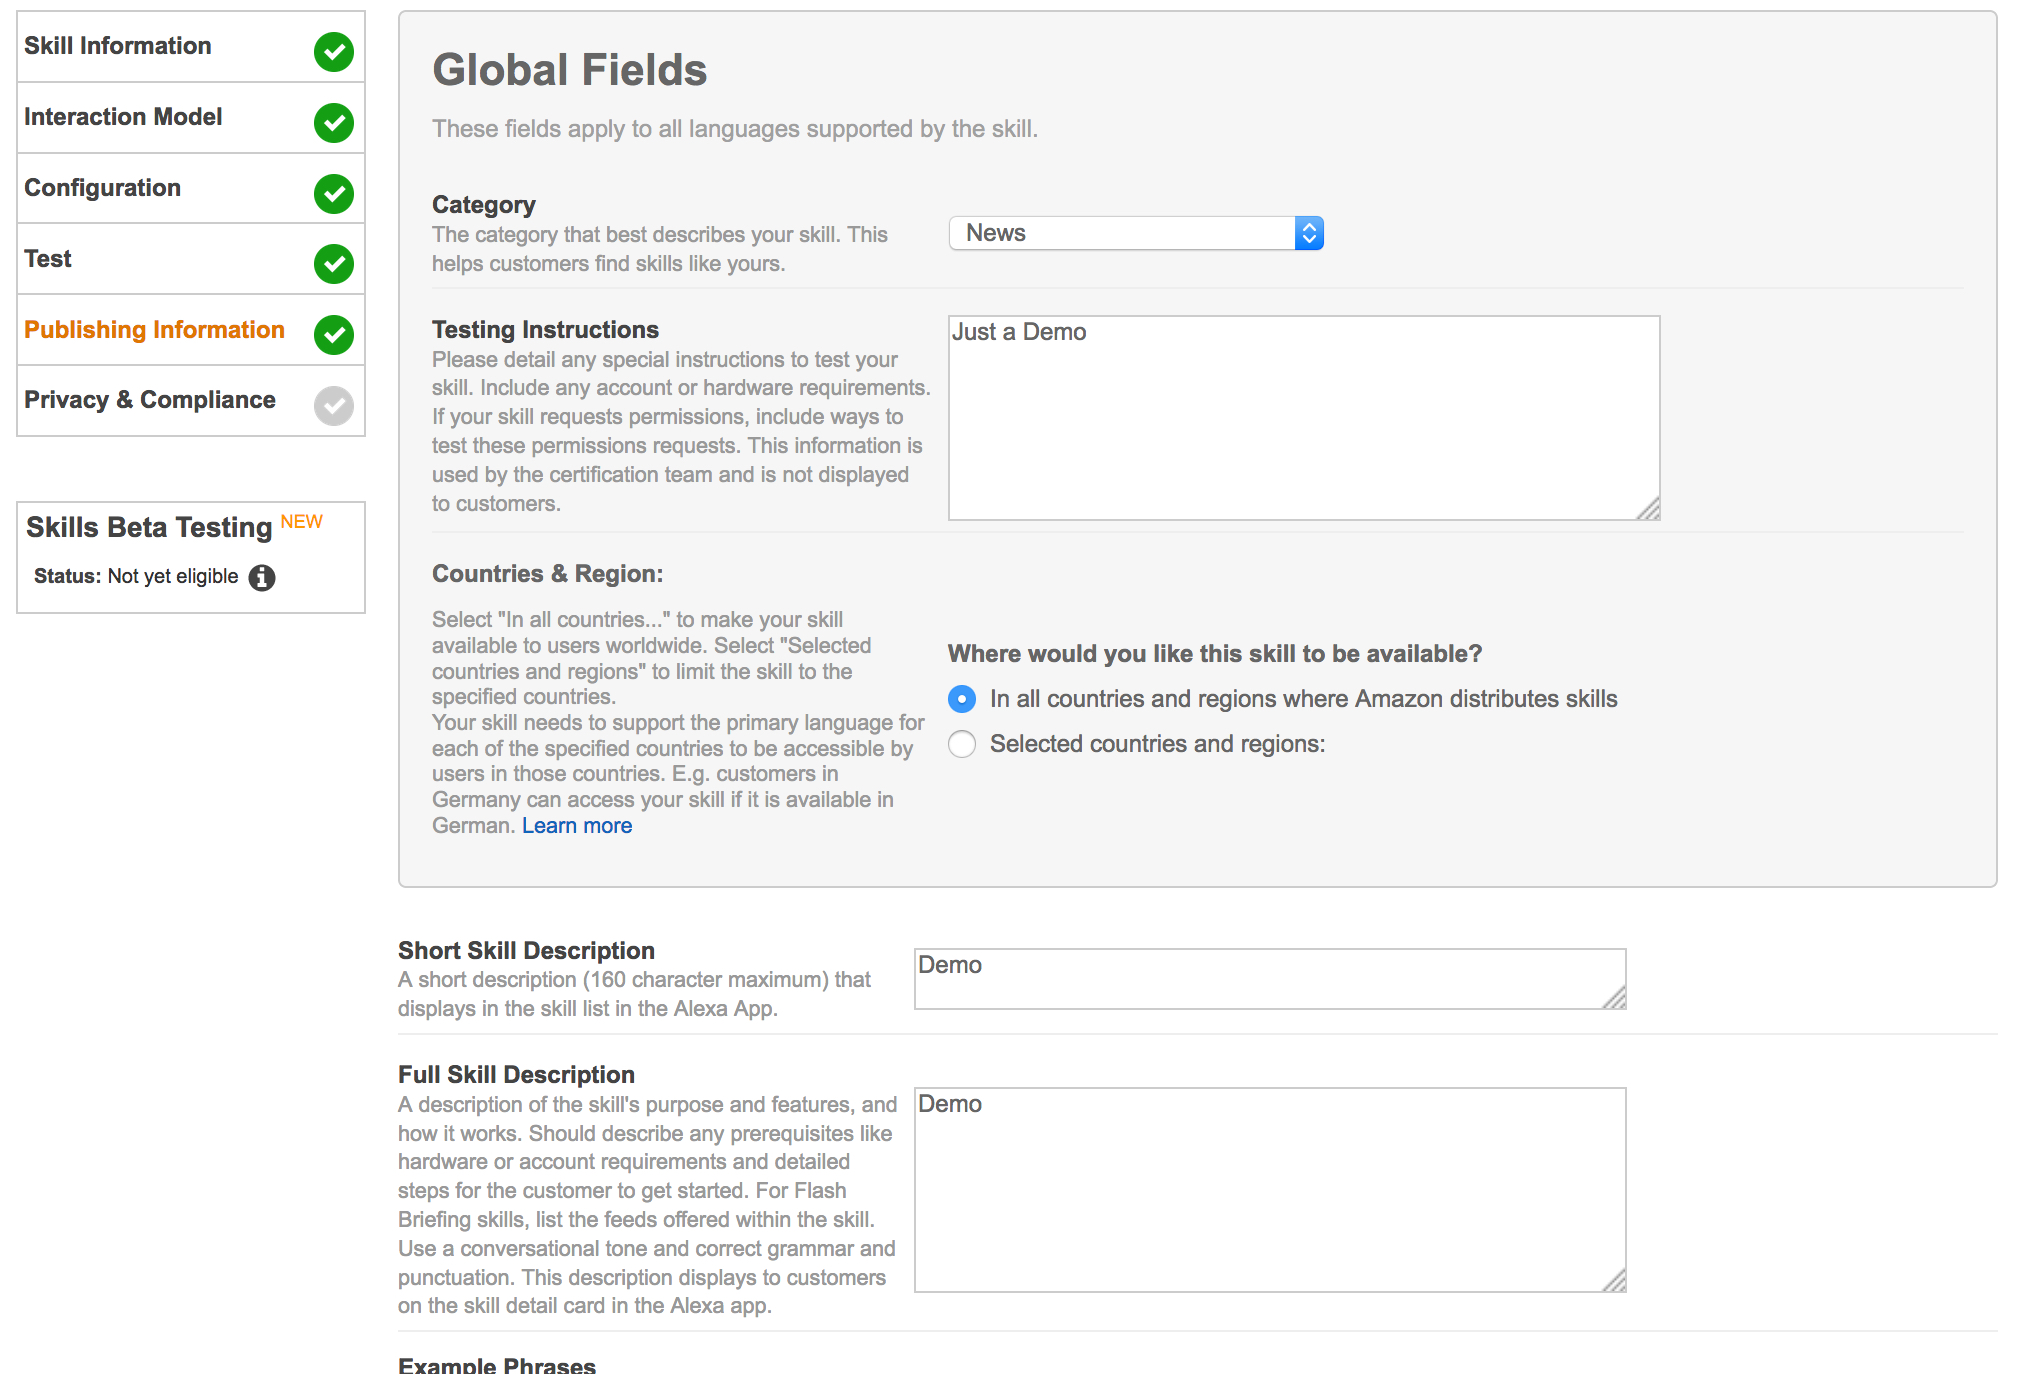 Skill Information
Interaction Model
Configuration
Test
Publishing Information
Privacy & Compliance
Skills Beta Testing NEW
Status: Not yet eligible
Global Fields
These fields apply to all languages supported by the skill.
Category
The category that best describes your skill. This
helps customers find skills like yours.
News
Testing Instructions
Please detail any special instructions to test your
skill. Include any account or hardware requirements.
If your skill requests permissions, include ways to
test these permissions requests. This information is
used by the certification team and is not displayed
to customers.
Just a Demo
Countries & Region:
Select "In all countries..." to make your skill
available to users worldwide. Select "Selected
countries and regions" to limit the skill to the
specified countries.
Your skill needs to support the primary language for
each of the specified countries to be accessible by
users in those countries. E.g. customers in
Germany can access your skill if it is available in
German. Learn more
Where would you like this skill to be available?
In all countries and regions where Amazon distributes skills
Selected countries and regions:
Short Skill Description
A short description (160 character maximum) that
displays in the skill list in the Alexa App.
Demo
Full Skill Description
A description of the skill's purpose and features, and
how it works. Should describe any prerequisites like
hardware or account requirements and detailed
steps for the customer to get started. For Flash
Briefing skills, list the feeds offered within the skill.
Use a conversational tone and correct grammar and
punctuation. This description displays to customers
on the skill detail card in the Alexa app.
Demo
Example Phrases